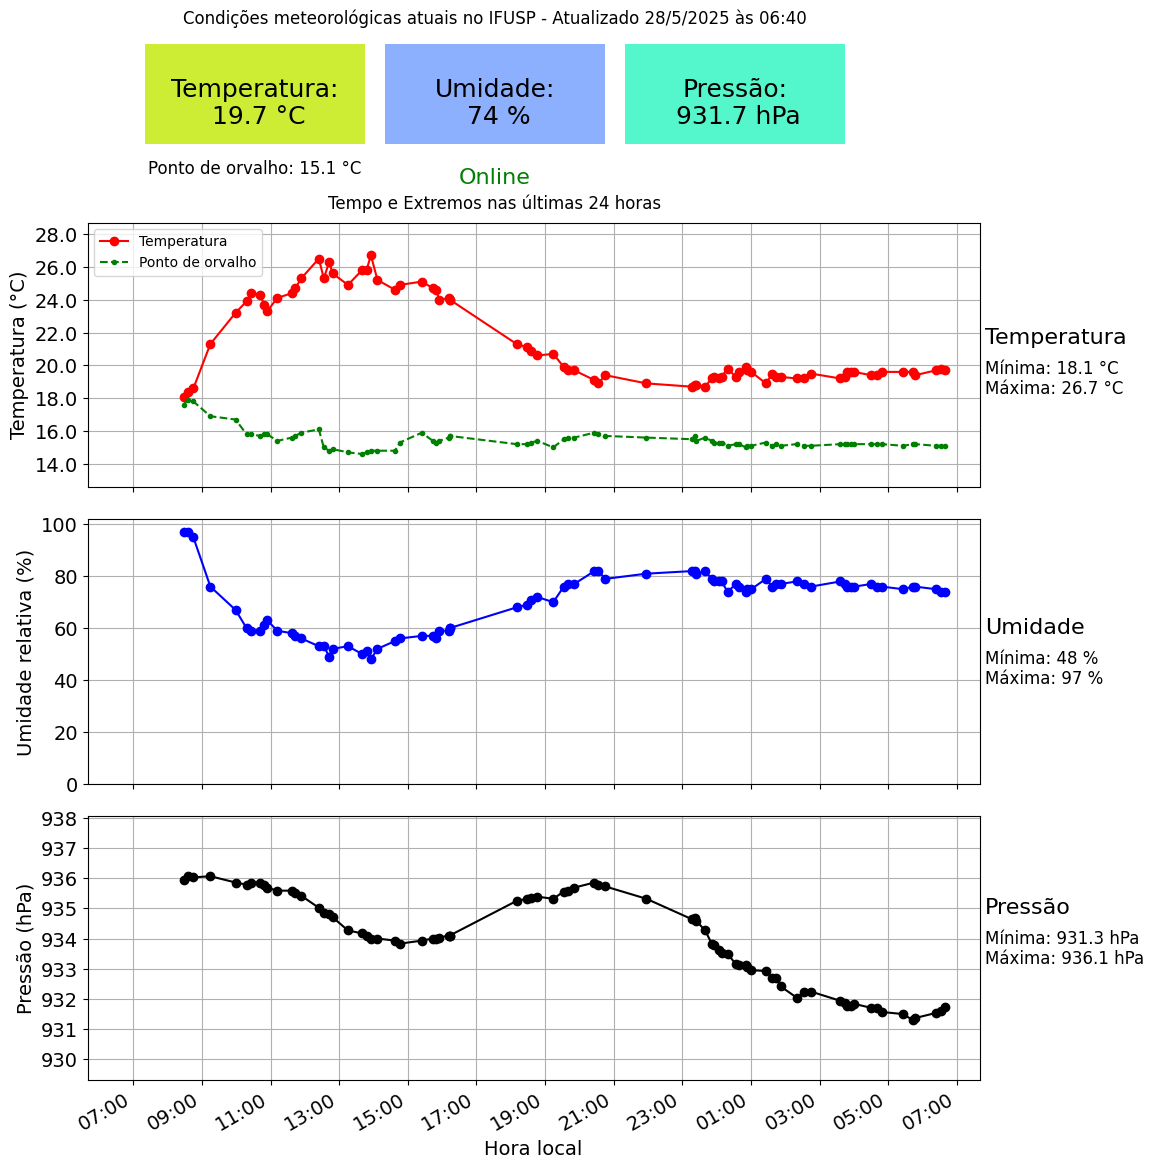 Condições meteorológicas atuais no IFUSP - Atualizado 28/5/2025 às 06:40
Temperatura:
19.7 °C
Umidade:
74 %
Pressão:
931.7 hPa
Ponto de orvalho: 15.1 °C
Online
Tempo e Extremos nas últimas 24 horas
Temperatura (°C)
28.0
26.0
24.0
22.0
20.0
18.0
16.0
14.0
Temperatura
Ponto de orvalho
Temperatura
Mínima: 18.1 °C
Máxima: 26.7 °C
Umidade relativa (%)
100
80
60
40
20
0
Umidade
Mínima: 48 %
Máxima: 97 %
Pressão (hPa)
938
937
936
935
934
933
932
931
930
Pressão
Mínima: 931.3 hPa
Máxima: 936.1 hPa
07:00 09:00 11:00 13:00 15:00 17:00 19:00 21:00 23:00 01:00 03:00 05:00 07:00
Hora local